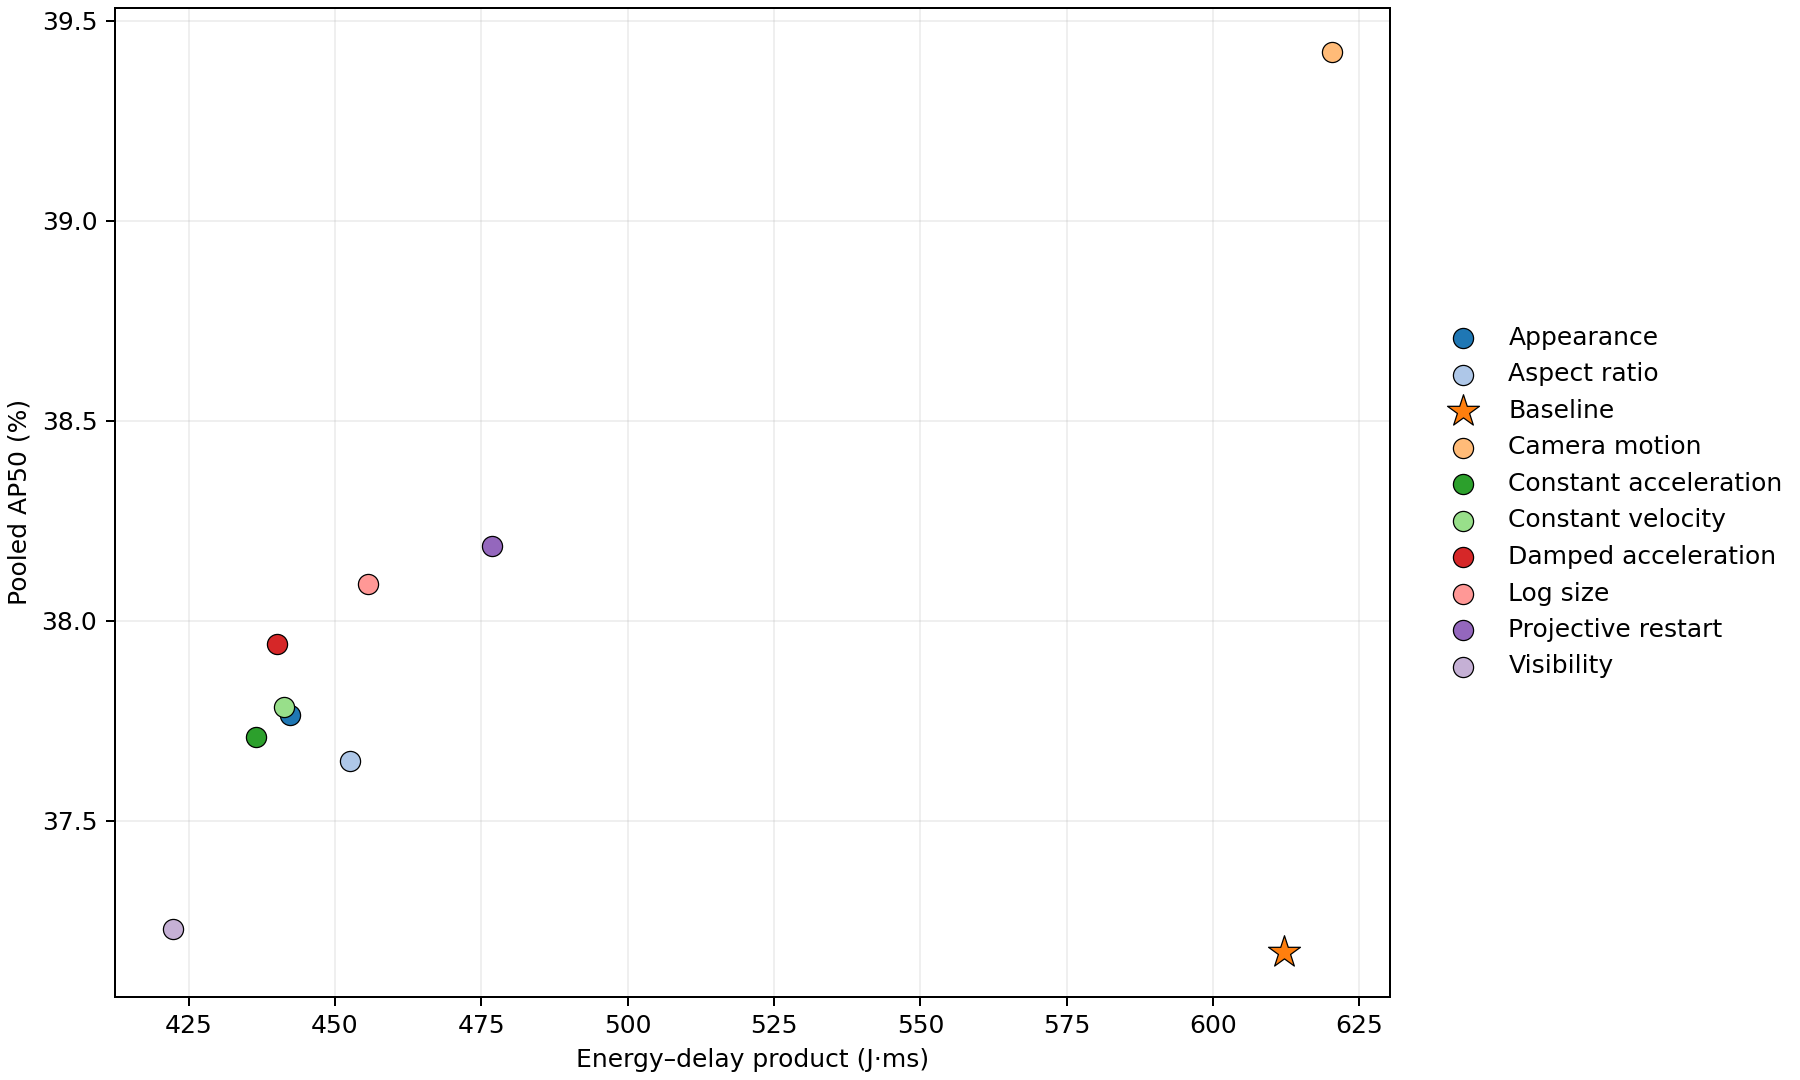 39.5
39.0
38.5
38.0
37.5
Pooled AP50 (%)
425
450
475
500
525
550
575
600
625
Energy–delay product (J·ms)
Appearance
Aspect ratio
Baseline
Camera motion
Constant acceleration
Constant velocity
Damped acceleration
Log size
Projective restart
Visibility